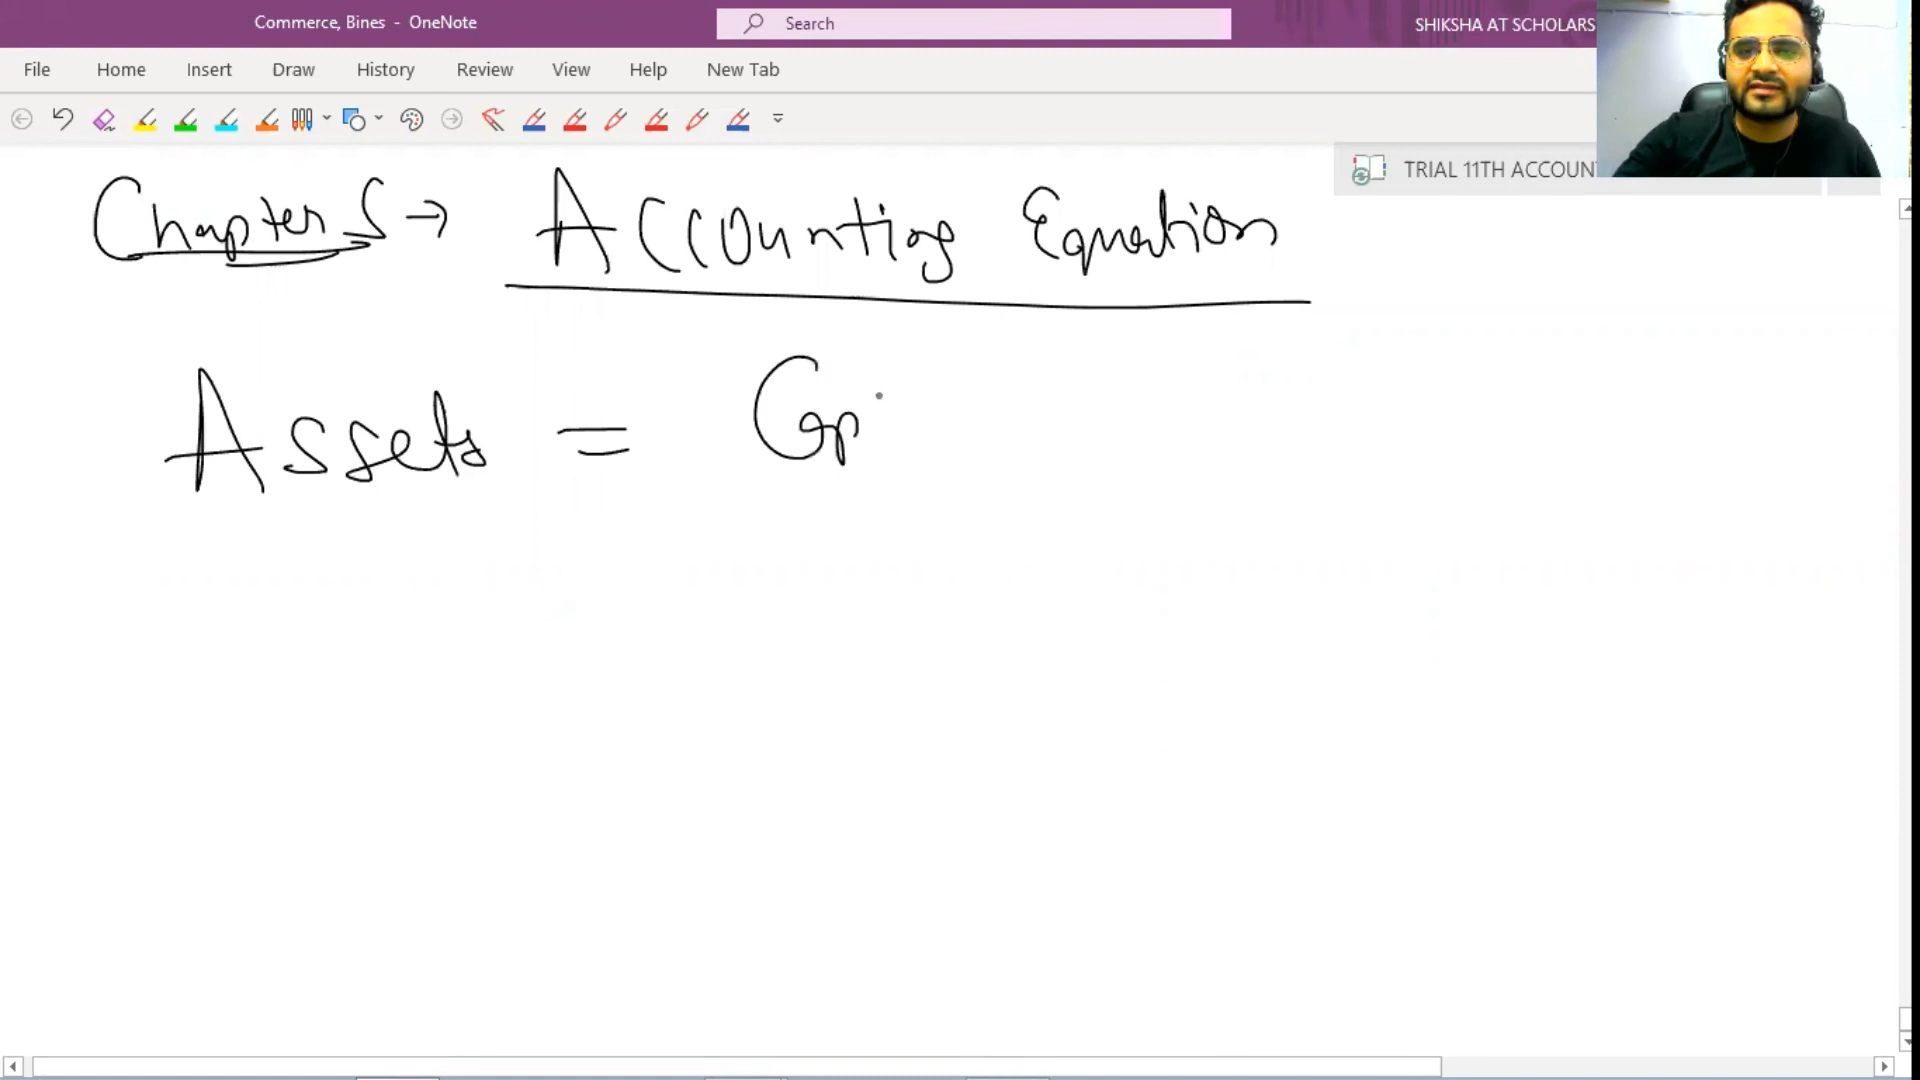 Commerce, Bines - OneNote
Search
SHIKSHA AT SCHOLARS
File Home Insert Draw History Review View Help New Tab
TRIAL 11TH ACCOUN
Chapter 5 → Accounting Equation
Assets = Cap